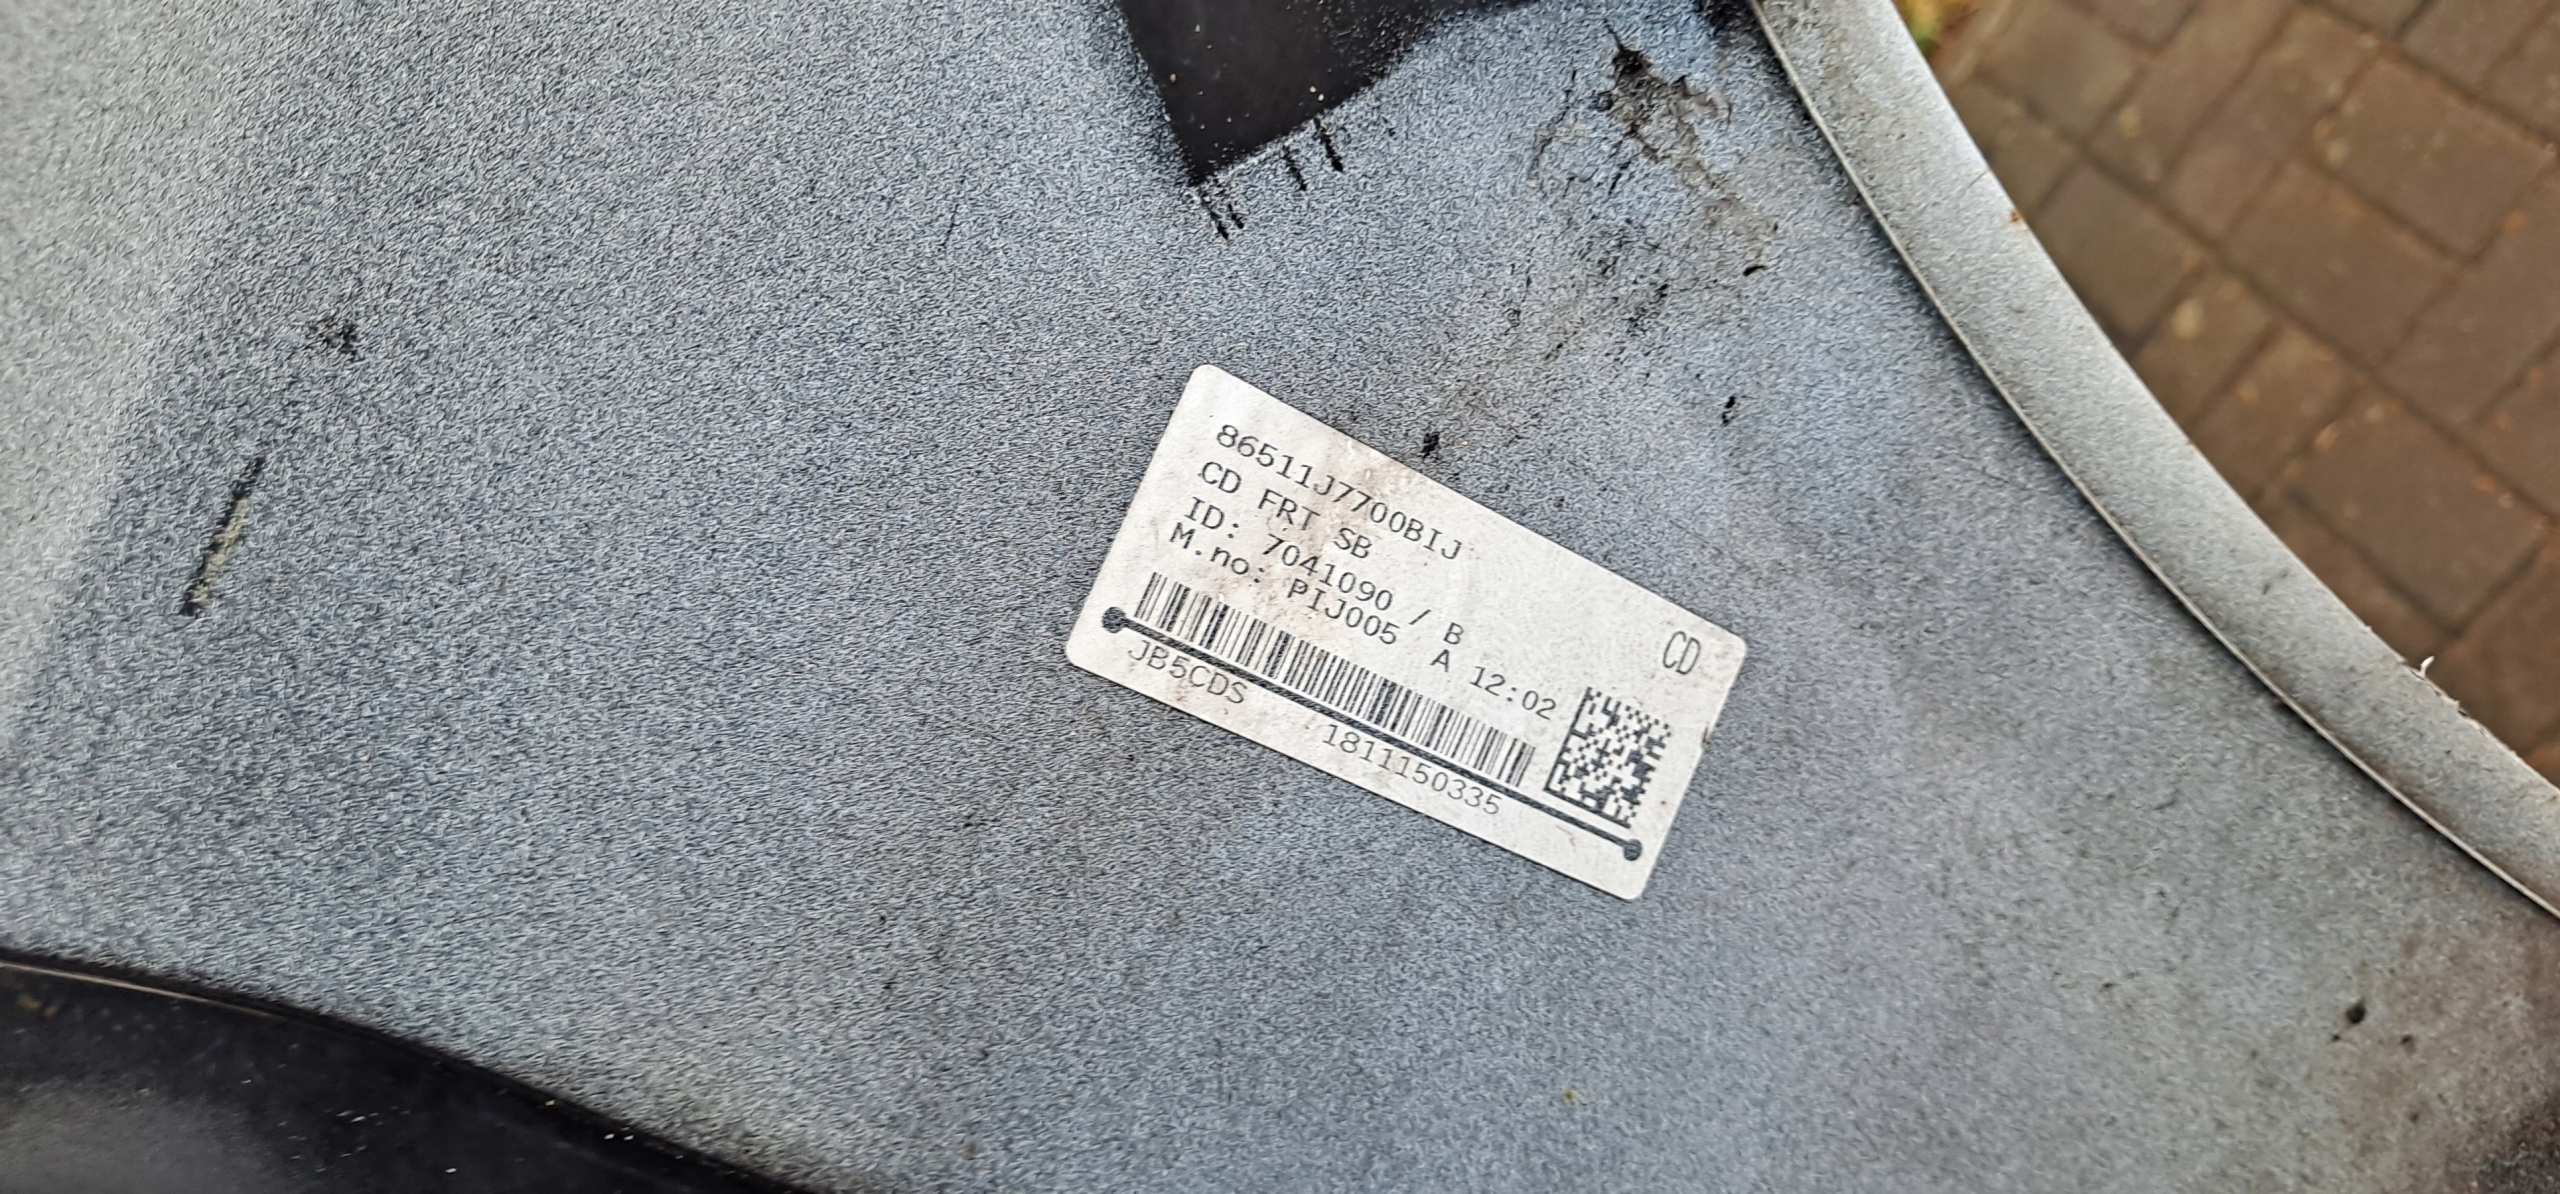 86511J7700BIJ
CD FRT SB
CD
ID: 7041090 / B
M.no: PIJ005 A 12:02
JB5CDS 1811150335